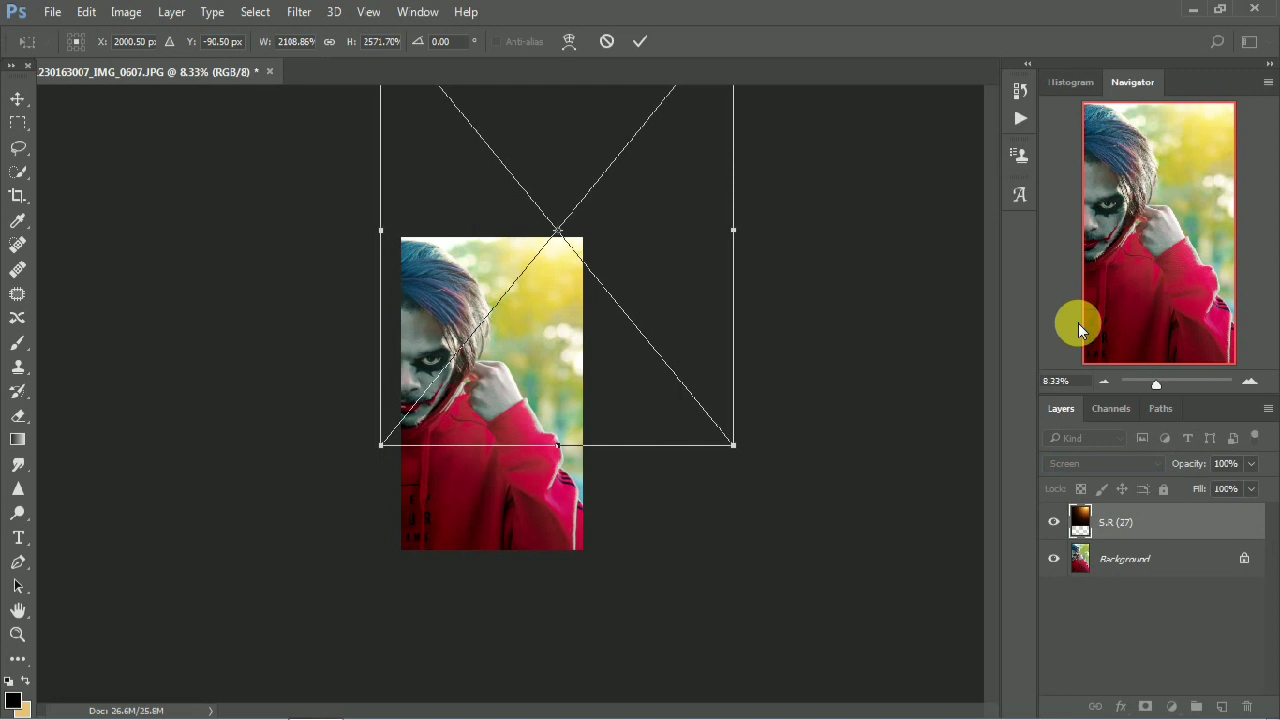 Ps File Edit Image Layer Type Select Filter 3D View Window Help
X: 2000.50 px Y: -90.50 px W: 2108.86% H: 2571.70% 0.00 ° Anti-alias
230163007_IMG_0607.JPG @ 8.33% (RGB/8) * ×
Histogram Navigator
8.33%
Layers Channels Paths
Kind
Screen Opacity: 100%
Lock: Fill: 100%
S.R (27)
Background
Doc: 26.6M/25.8M